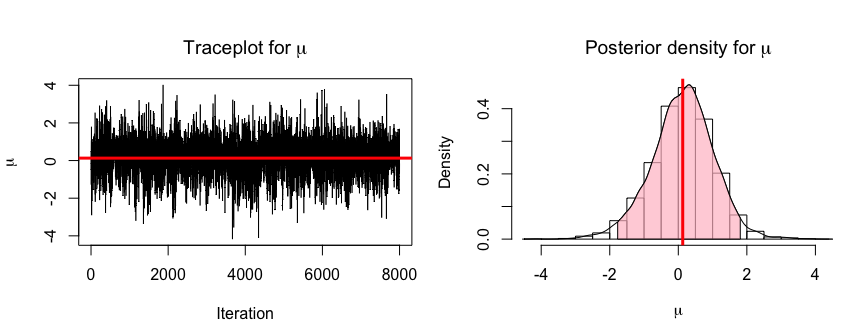 Traceplot for μ
μ
4
2
0
-2
-4
0 2000 4000 6000 8000
Iteration
Posterior density for μ
Density
0.4
0.2
0.0
-4 -2 0 2 4
μ